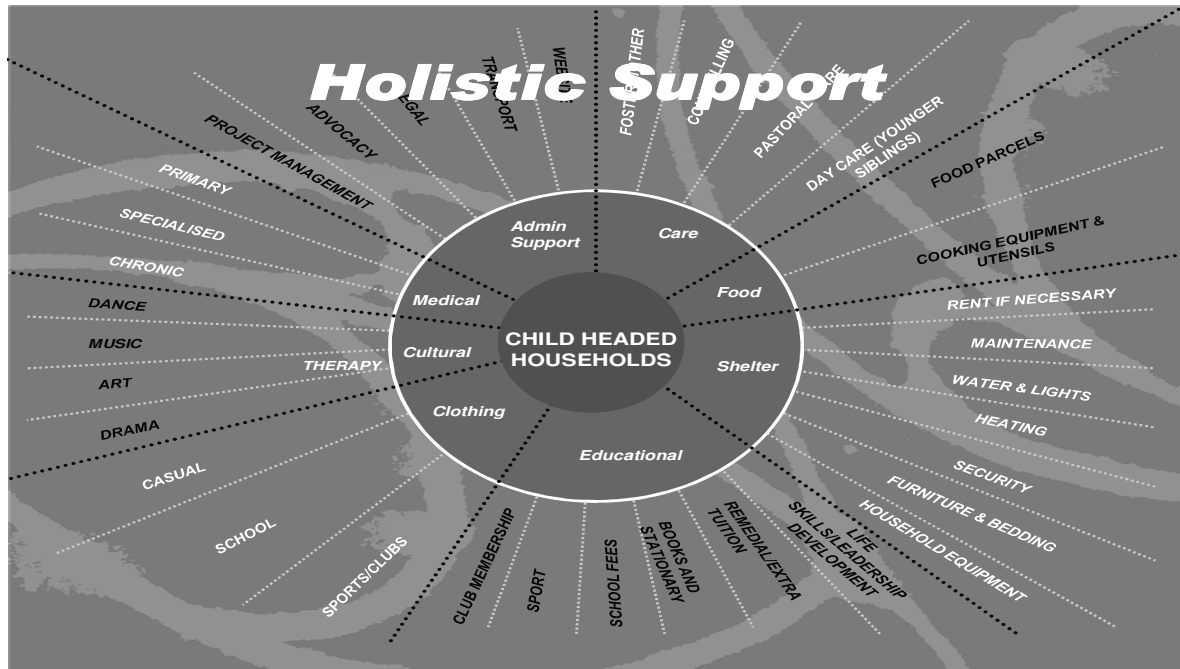 Holistic Support
WEBSITE
TRANSPORT
LEGAL
ADVOCACY
PROJECT MANAGEMENT
FOSTER MOTHER
COUNSELLING
PASTORAL CARE
DAY CARE (YOUNGER
SIBLINGS)
FOOD PARCELS
COOKING EQUIPMENT &
UTENSILS
RENT IF NECESSARY
MAINTENANCE
WATER & LIGHTS
HEATING
SECURITY
FURNITURE & BEDDING
HOUSEHOLD EQUIPMENT
LIFE
SKILLS/LEADERSHIP
DEVELOPMENT
REMEDIAL/EXTRA
TUITION
BOOKS AND
STATIONARY
SCHOOL FEES
SPORT
CLUB MEMBERSHIP
SPORTS/CLUBS
SCHOOL
CASUAL
DRAMA
ART
MUSIC
DANCE
THERAPY
CHRONIC
SPECIALISED
PRIMARY
Admin
Support
Care
Food
Shelter
Educational
Clothing
Cultural
Medical
CHILD HEADED
HOUSEHOLDS